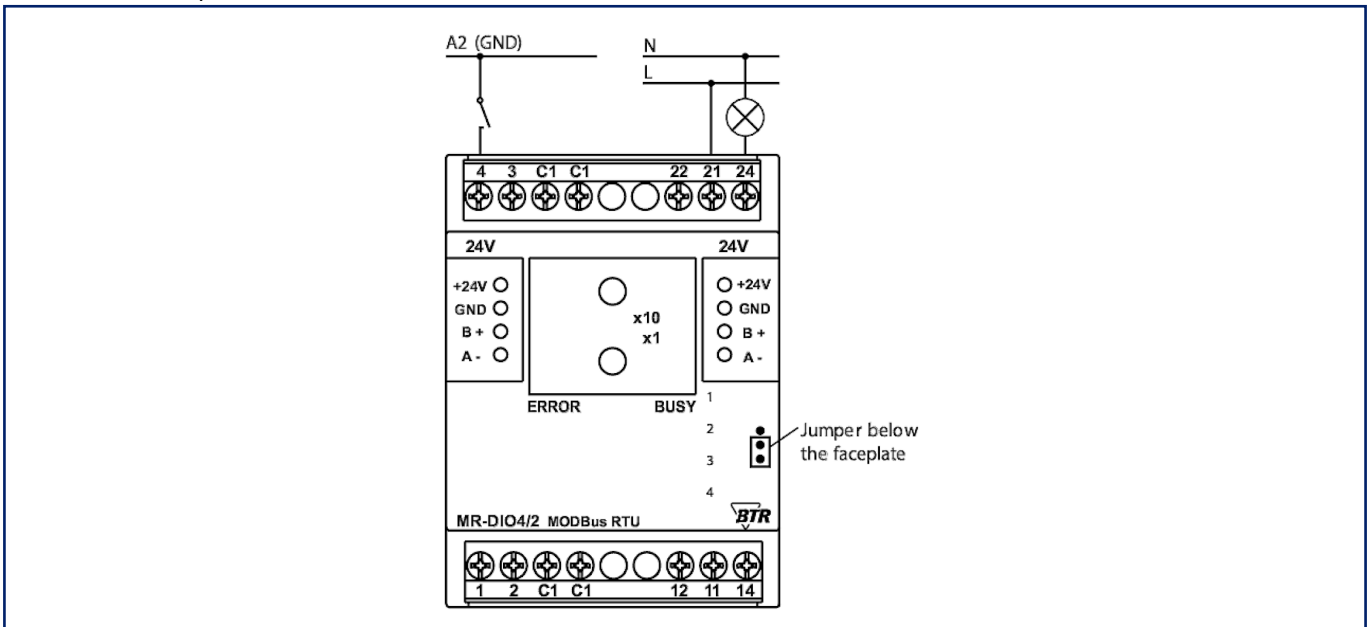 A2 (GND) N
L
4 3 C1 C1 22 21 24
24V 24V
+24V +24V
GND GND
B + B +
A - A -
x10
x1
ERROR BUSY
1
2
3
4
Jumper below
the faceplate
MR-DIO4/2 MODBus RTU BTR
1 2 C1 C1 12 11 14